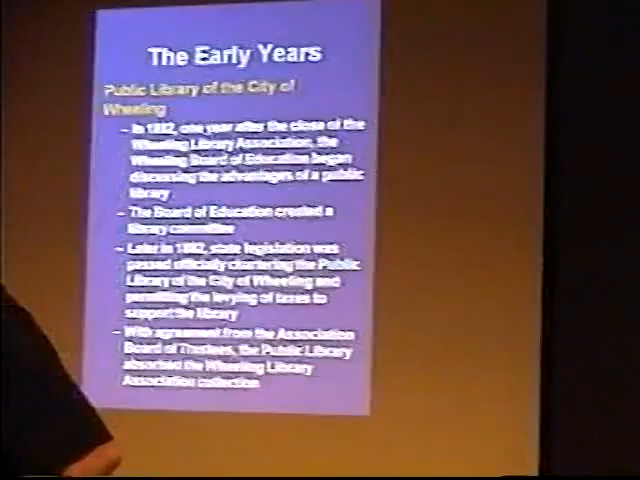 The Early Years
Public Library of the City of
Wheeling
– In 1882, one year after the close of the
Wheeling Library Association, the
Wheeling Board of Education began
discussing the advantages of a public
library
– The Board of Education created a
library committee
– Later in 1882, state legislation was
passed officially chartering the Public
Library of the City of Wheeling and
permitting the levying of taxes to
support the library
– With agreement from the Association
Board of Trustees, the Public Library
absorbed the Wheeling Library
Association collection